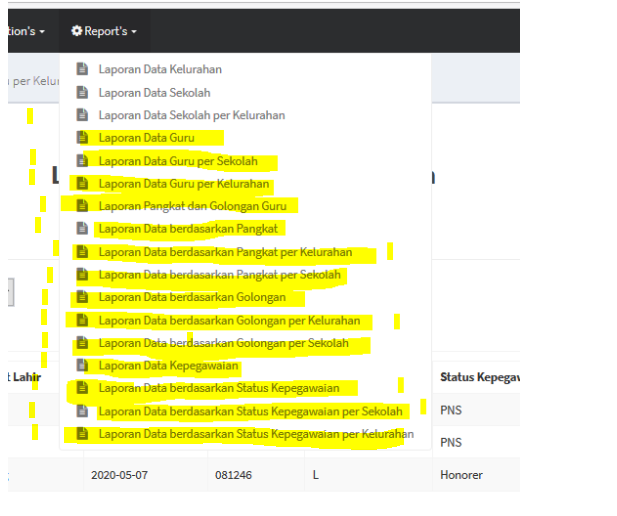 tion's Report's
per Kelur
Laporan Data Kelurahan
Laporan Data Sekolah
Laporan Data Sekolah per Kelurahan
Laporan Data Guru
Laporan Data Guru per Sekolah
Laporan Data Guru per Kelurahan
Laporan Pangkat dan Golongan Guru
Laporan Data berdasarkan Pangkat
Laporan Data berdasarkan Pangkat per Kelurahan
Laporan Data berdasarkan Pangkat per Sekolah
Laporan Data berdasarkan Golongan
Laporan Data berdasarkan Golongan per Kelurahan
Laporan Data berdasarkan Golongan per Sekolah
Laporan Data Kepegawaian
Laporan Data berdasarkan Status Kepegawaian
Laporan Data berdasarkan Status Kepegawaian per Sekolah
Laporan Data berdasarkan Status Kepegawaian per Kelurahan
t Lahir Status Kepegaw
PNS
PNS
2020-05-07 081246 L Honorer